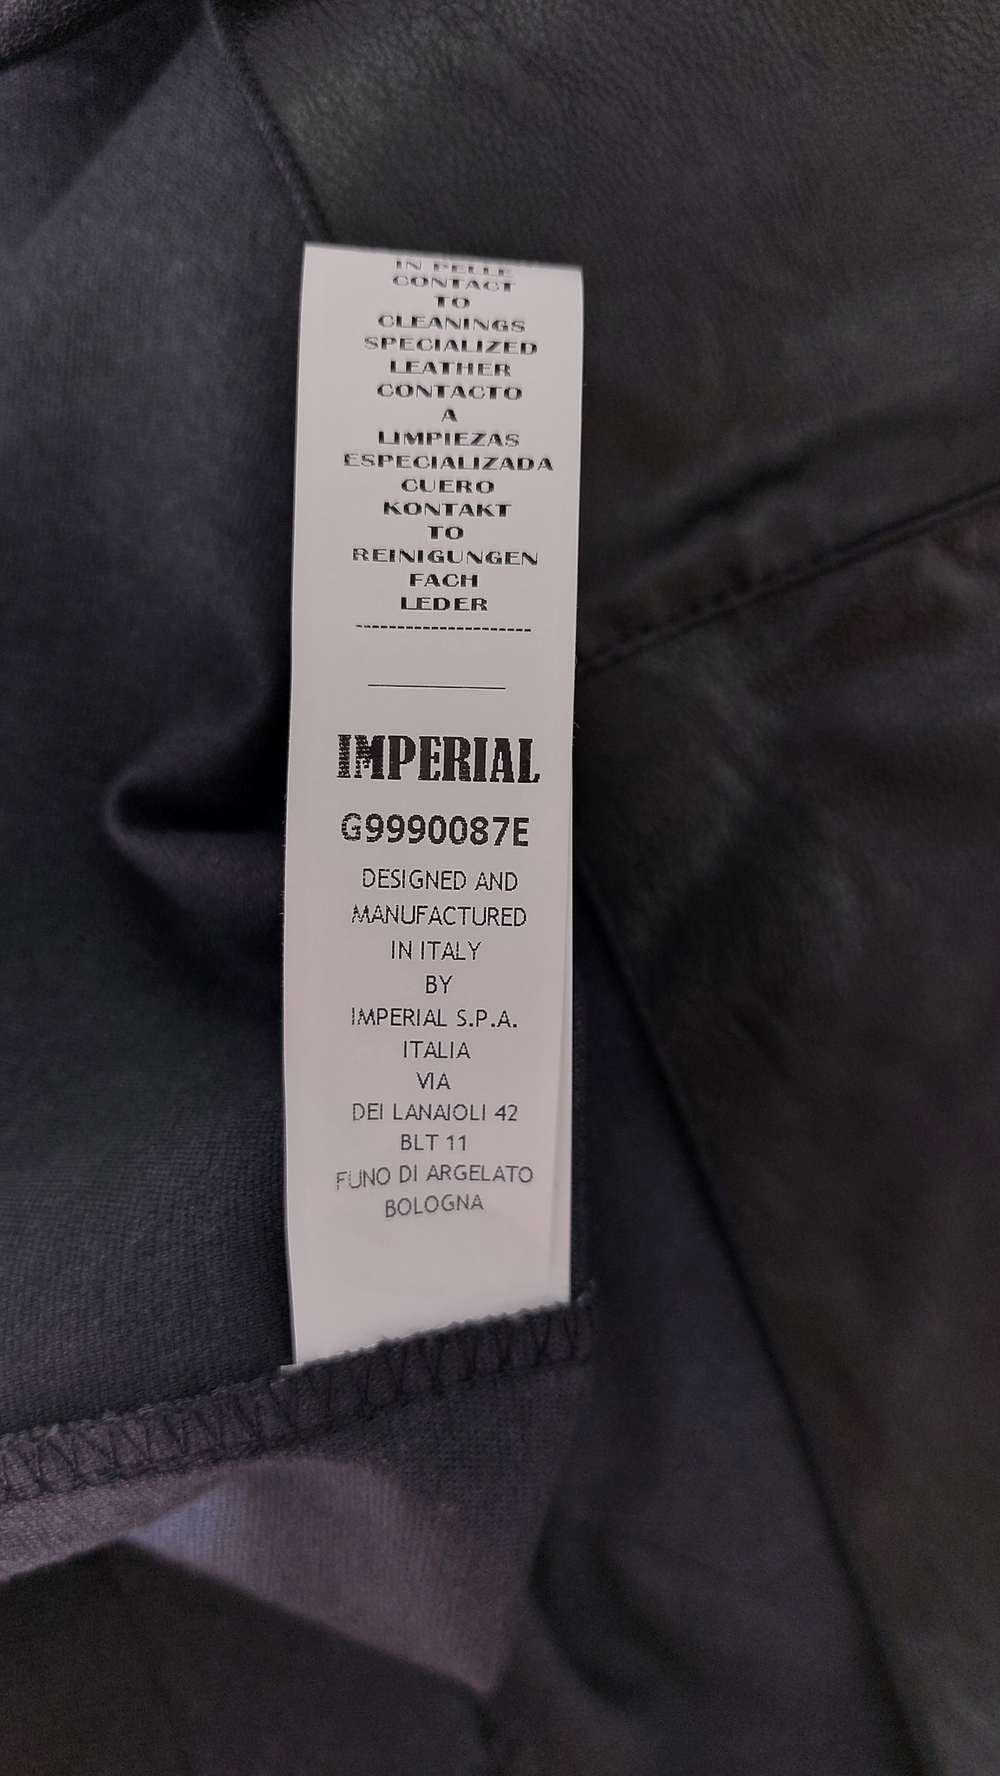 IN PELLE
CONTACT
TO
CLEANINGS
SPECIALIZED
LEATHER
CONTACTO
A
LIMPIEZAS
ESPECIALIZADA
CUERO
KONTAKT
TO
REINIGUNGEN
FACH
LEDER
IMPERIAL
G9990087E
DESIGNED AND
MANUFACTURED
IN ITALY
BY
IMPERIAL S.P.A.
ITALIA
VIA
DEI LANAIOLI 42
BLT 11
FUNO DI ARGELATO
BOLOGNA